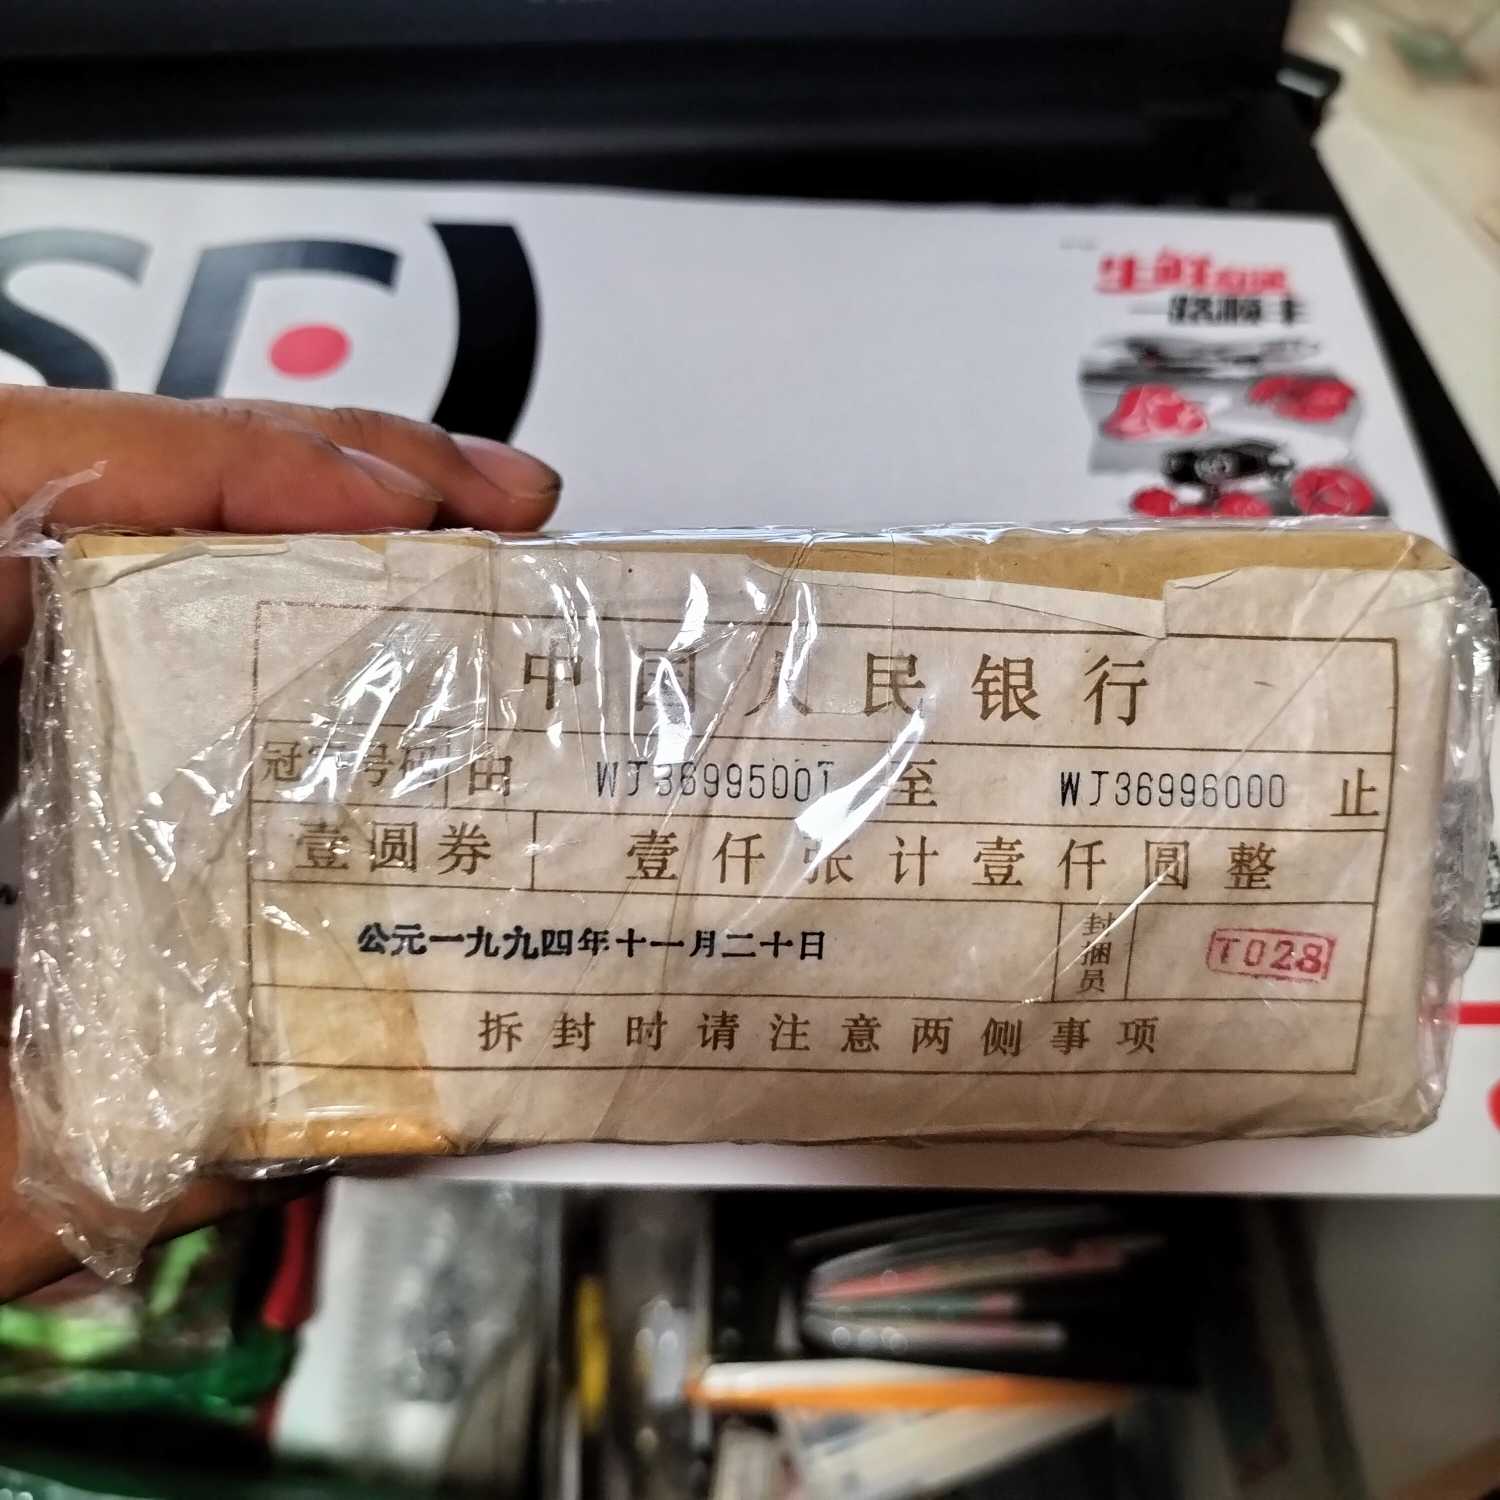 SF
生鲜
一路顺丰
中国人民银行
冠字号码 由 WJ36995001 至 WJ36996000 止
壹圆券 壹仟张计壹仟圆整
公元一九九四年十一月二十日 封捆员 T028
拆封时请注意两侧事项